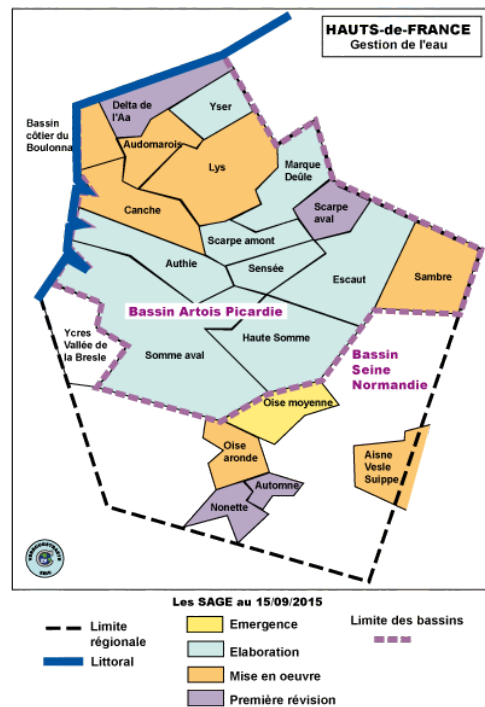 HAUTS-de-FRANCE
Gestion de l'eau
Delta de
l'Aa
Yser
Bassin
côtier du
Boulonna
Audomarois
Lys
Marque
Deûle
Scarpe
aval
Canche
Scarpe amont
Authie
Sensée
Escaut
Sambre
Bassin Artois Picardie
Ycres
Vallée de
la Bresle
Somme aval
Haute Somme
Bassin
Seine
Normandie
Oise moyenne
Oise
aronde
Aisne
Vesle
Suippe
Automne
Nonette
Les SAGE au 15/09/2015
Limite
régionale
Littoral
Emergence
Elaboration
Mise en oeuvre
Première révision
Limite des bassins